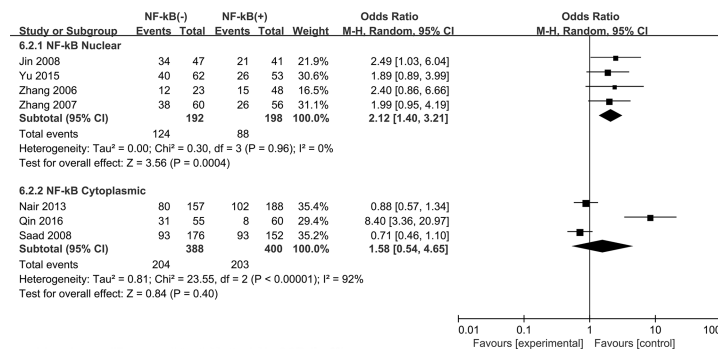 NF-kB(-) NF-kB(+) Odds Ratio Odds Ratio
Study or Subgroup Events Total Events Total Weight M-H. Random. 95% CI M-H. Random. 95% CI
6.2.1 NF-kB Nuclear
Jin 2008 34 47 21 41 21.9% 2.49 [1.03, 6.04]
Yu 2015 40 62 26 53 30.6% 1.89 [0.89, 3.99]
Zhang 2006 12 23 15 48 16.4% 2.40 [0.86, 6.66]
Zhang 2007 38 60 26 56 31.1% 1.99 [0.95, 4.19]
Subtotal (95% CI) 192 198 100.0% 2.12 [1.40, 3.21]
Total events 124 88
Heterogeneity: Tau² = 0.00; Chi² = 0.30, df = 3 (P = 0.96); I² = 0%
Test for overall effect: Z = 3.56 (P = 0.0004)
6.2.2 NF-kB Cytoplasmic
Nair 2013 80 157 102 188 35.4% 0.88 [0.57, 1.34]
Qin 2016 31 55 8 60 29.4% 8.40 [3.36, 20.97]
Saad 2008 93 176 93 152 35.2% 0.71 [0.46, 1.10]
Subtotal (95% CI) 388 400 100.0% 1.58 [0.54, 4.65]
Total events 204 203
Heterogeneity: Tau² = 0.81; Chi² = 23.55, df = 2 (P < 0.00001); I² = 92%
Test for overall effect: Z = 0.84 (P = 0.40)
0.01 0.1 1 10 100
Favours [experimental] Favours [control]